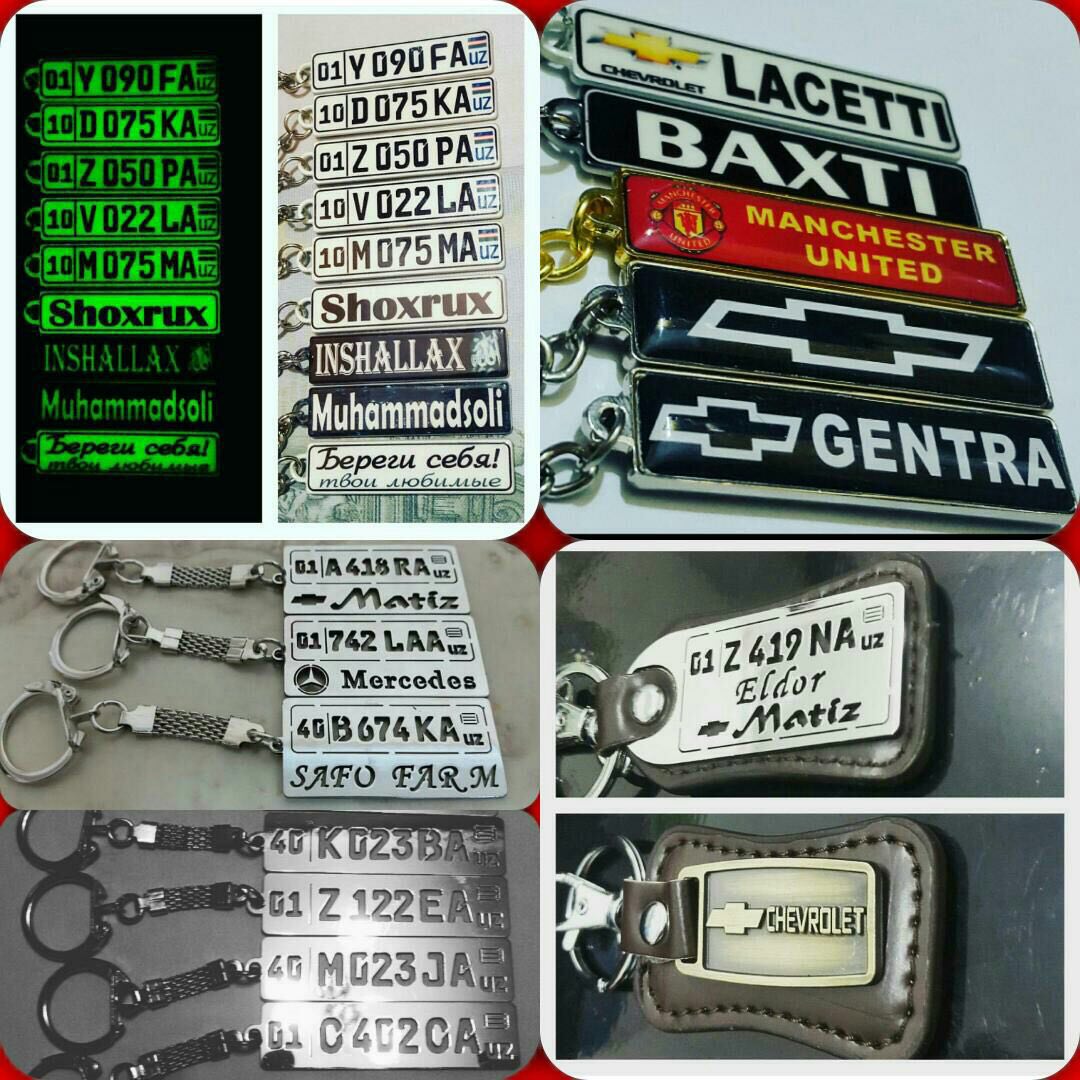 01 Y 090 FA UZ
10 D 075 KA UZ
01 Z 050 PA UZ
10 V 022 LA UZ
10 M 075 MA UZ
Shoxrux
INSHALLAX
Muhammadsoli
Береги себя!
твои любимые
01 Y 090 FA UZ
10 D 075 KA UZ
01 Z 050 PA UZ
10 V 022 LA UZ
10 M 075 MA UZ
Shoxrux
INSHALLAX
Muhammadsoli
Береги себя!
твои любимые
CHEVROLET LACETTI
BAXTI
MANCHESTER UNITED
MANCHESTER
UNITED
GENTRA
01 A 418 RA UZ
Matiz
01 742 LAA UZ
Mercedes
40 B 674 KA UZ
SAFO FARM
40 K 023 BA UZ
01 Z 122 EA UZ
40 M 023 JA UZ
01 C 402 CA UZ
01 Z 419 NA UZ
Eldor
Matiz
CHEVROLET